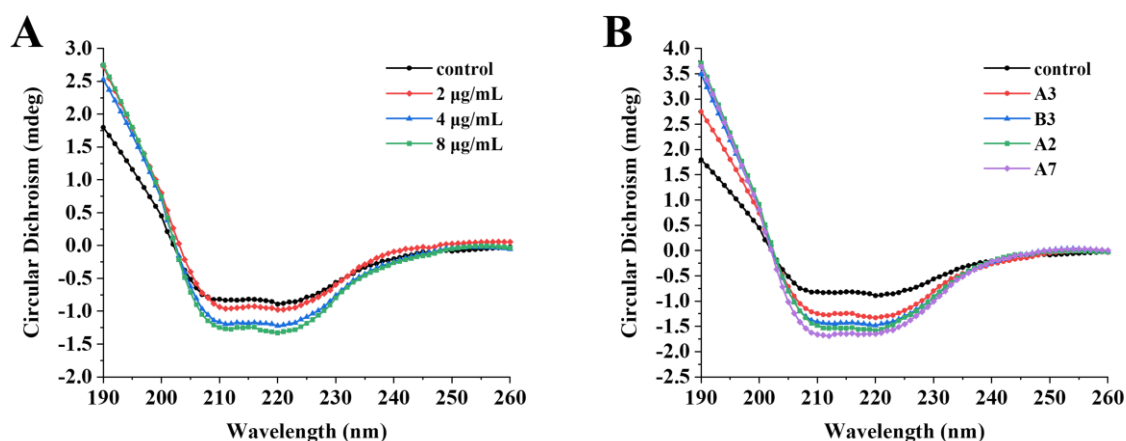 A
Circular Dichroism (mdeg)
3.0
2.5
2.0
1.5
1.0
0.5
0.0
-0.5
-1.0
-1.5
-2.0
control
2 μg/mL
4 μg/mL
8 μg/mL
190 200 210 220 230 240 250 260
Wavelength (nm)
B
Circular Dichroism (mdeg)
4.0
3.5
3.0
2.5
2.0
1.5
1.0
0.5
0.0
-0.5
-1.0
-1.5
-2.0
-2.5
control
A3
B3
A2
A7
190 200 210 220 230 240 250 260
Wavelength (nm)